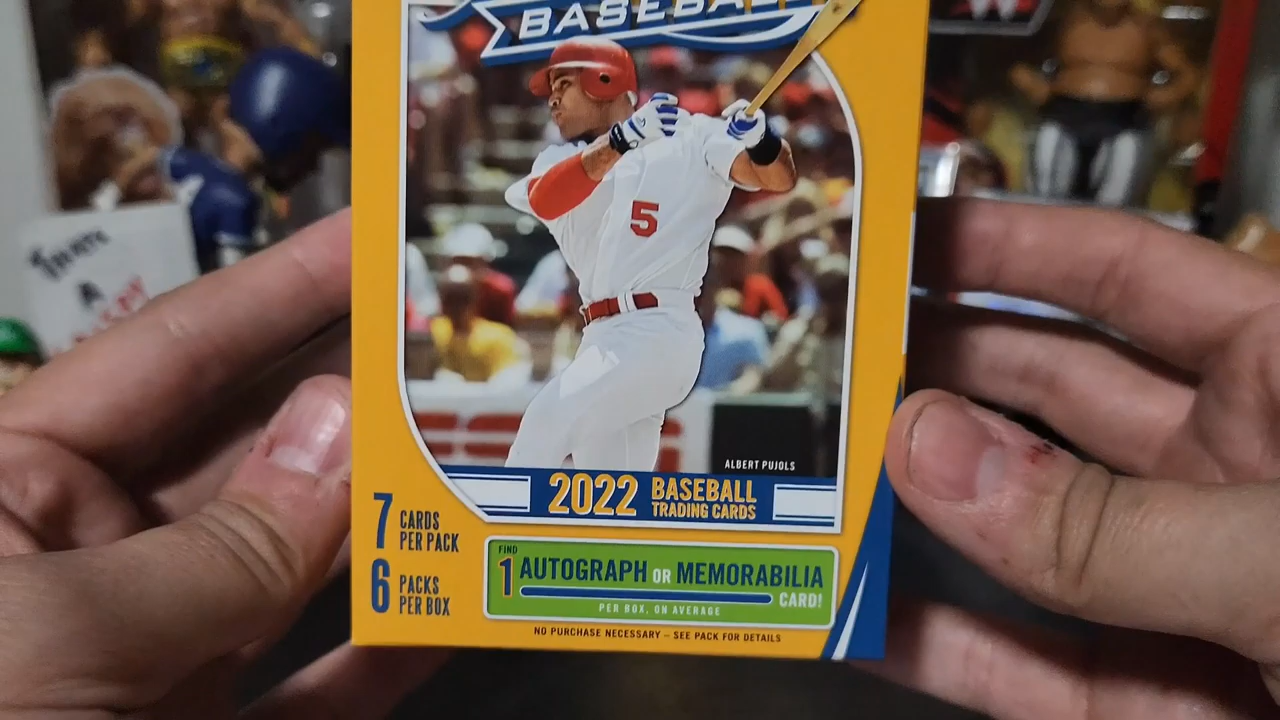 BASEBALL
5
ALBERT PUJOLS
2022 BASEBALL
TRADING CARDS
7 CARDS
PER PACK
6 PACKS
PER BOX
FIND
1 AUTOGRAPH OR MEMORABILIA
CARD!
PER BOX, ON AVERAGE
NO PURCHASE NECESSARY – SEE PACK FOR DETAILS
THAT'S
A